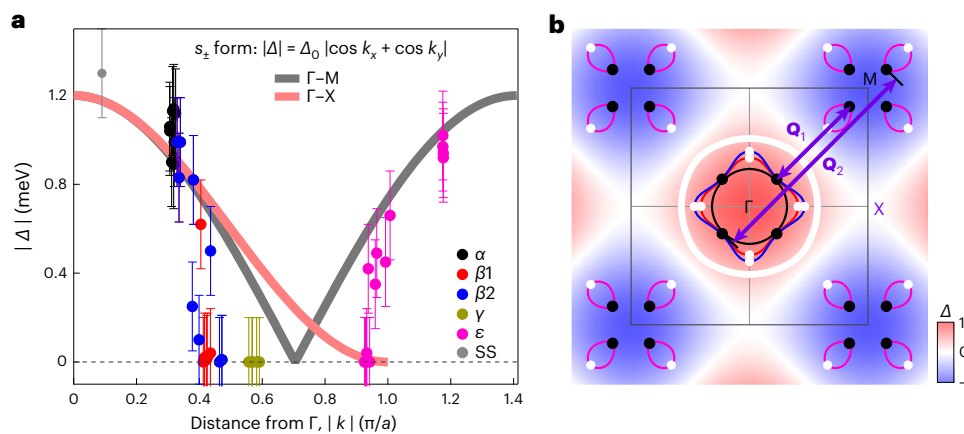 a
s± form: |Δ| = Δ0 |cos kx + cos ky|
Γ–M
Γ–X
1.2
0.8
0.4
0
|Δ| (meV)
α
β1
β2
γ
ε
SS
0 0.2 0.4 0.6 0.8 1.0 1.2 1.4
Distance from Γ, |k| (π/a)
b
M
Q1
Q2
Γ
X
Δ
1
0